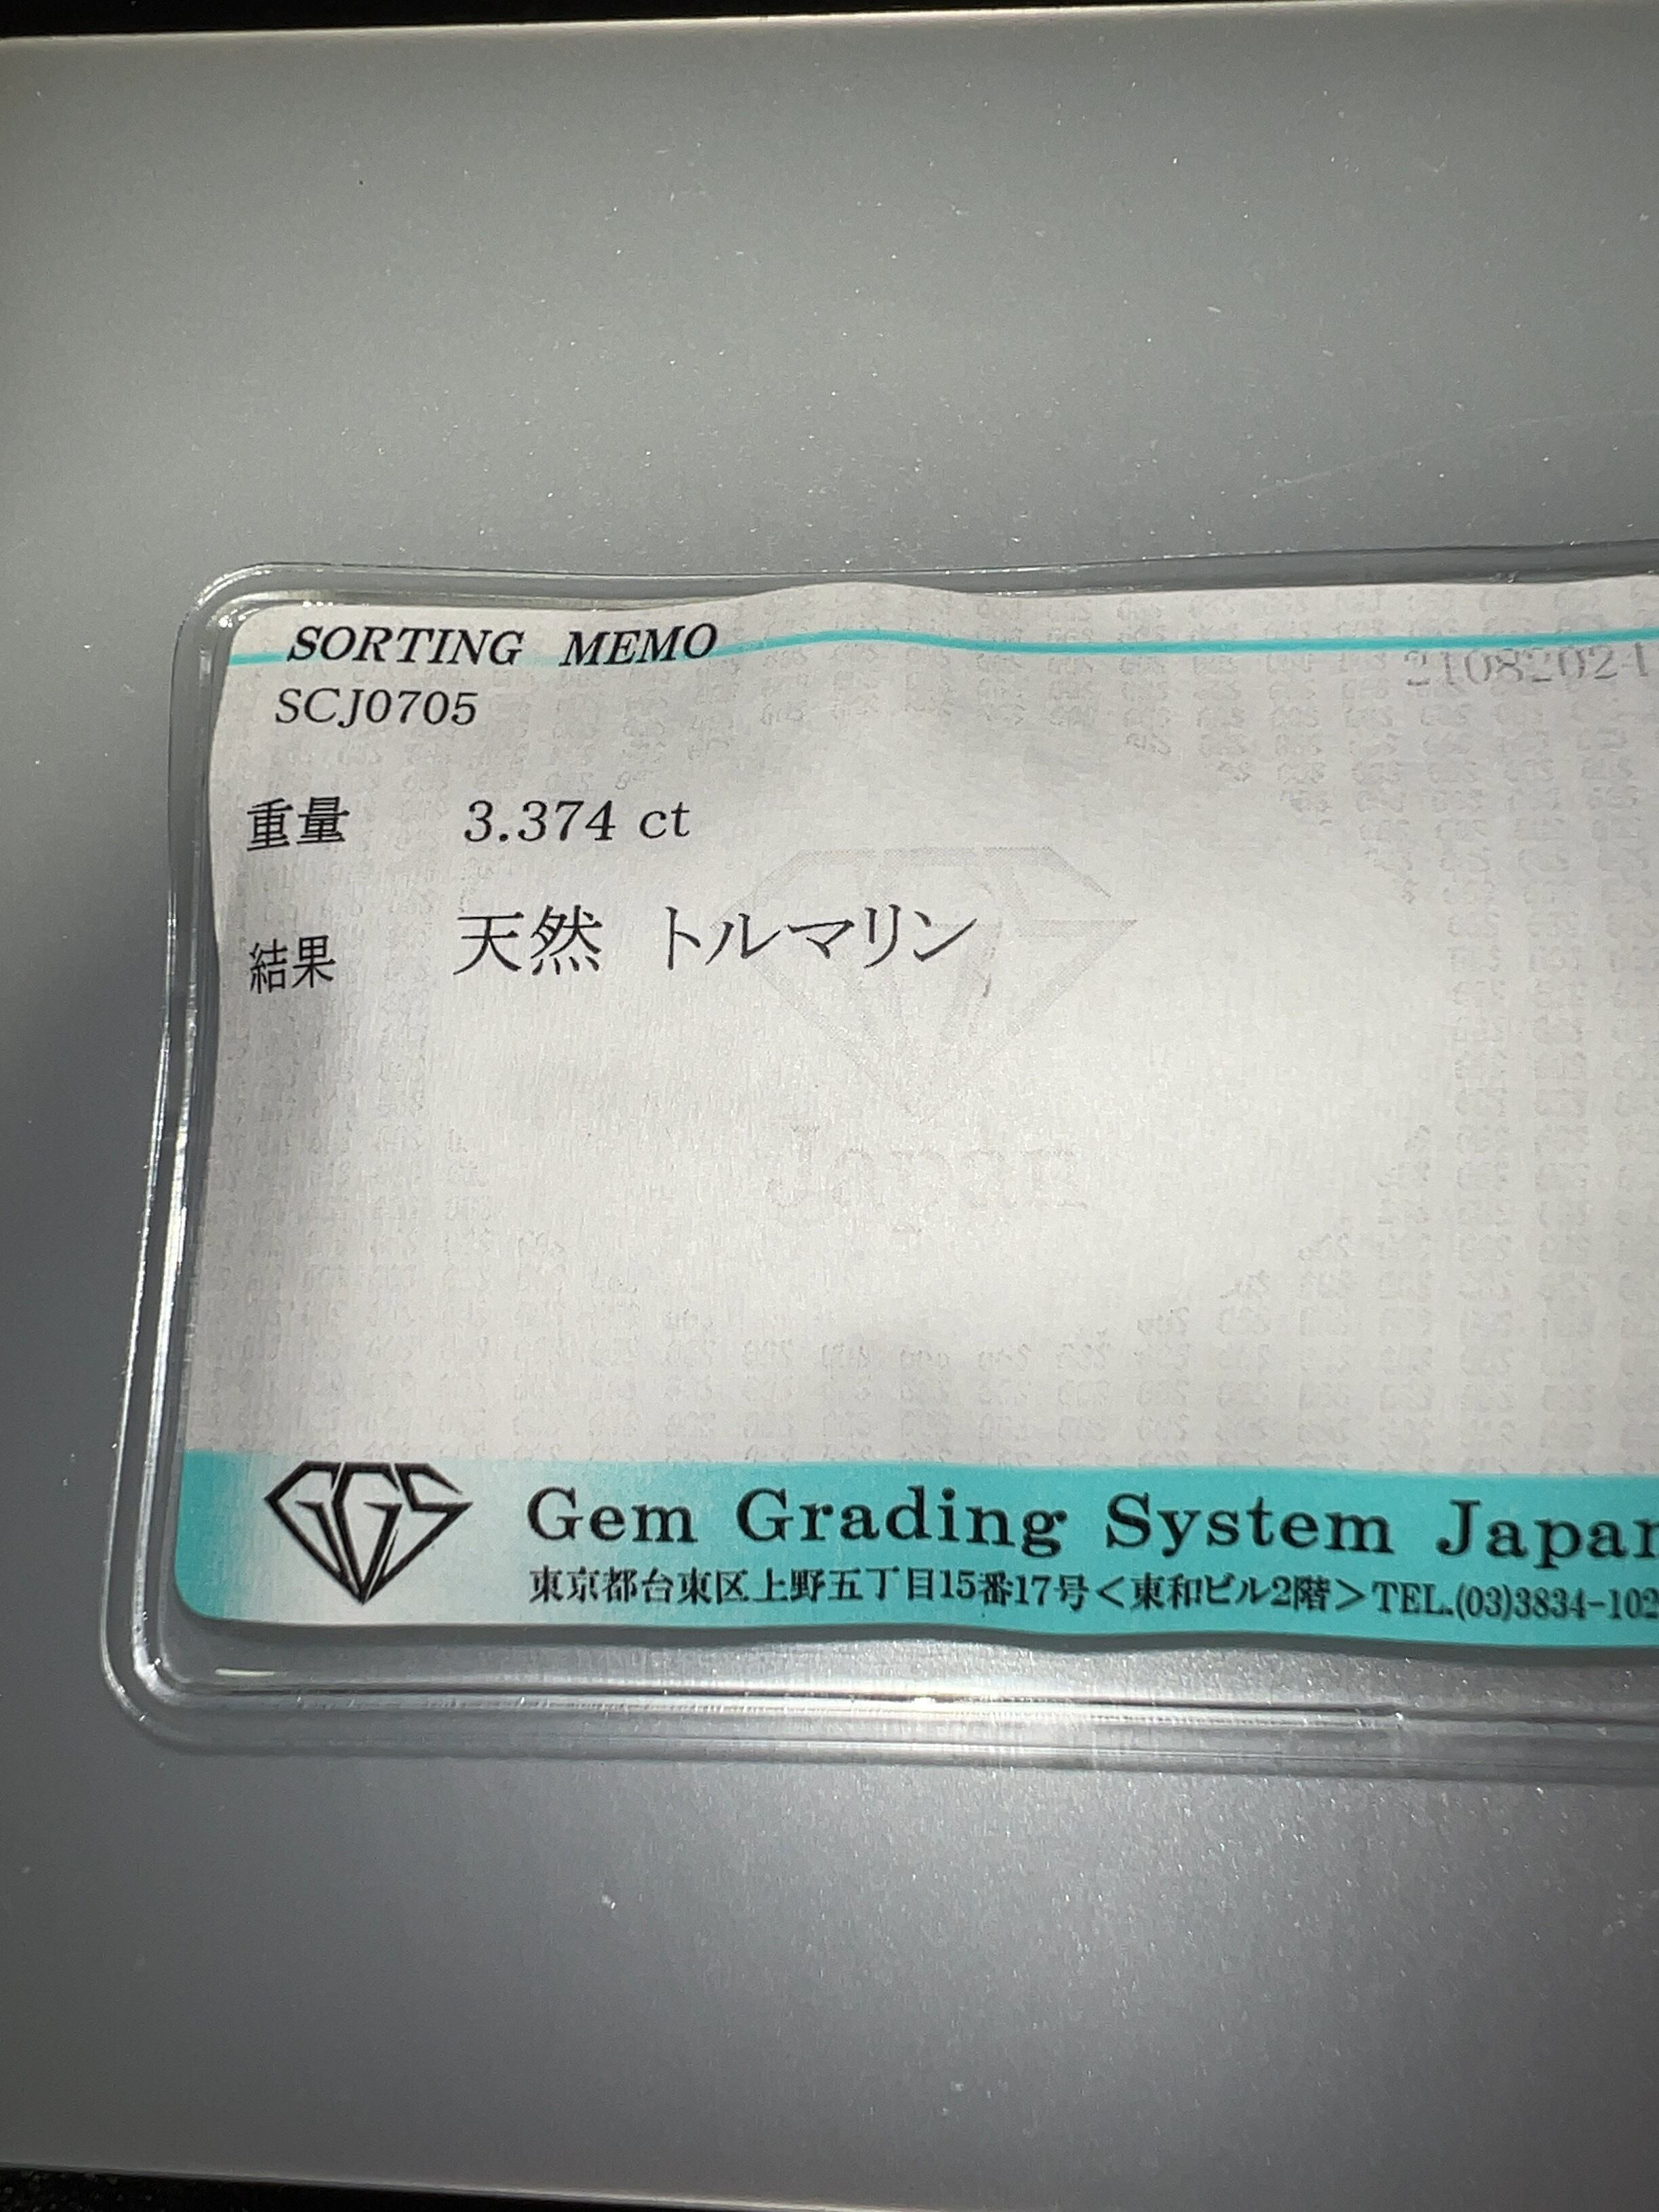 SORTING MEMO
21082024
SCJ0705
重量 3.374 ct
結果 天然 トルマリン
Japan
GGS Gem Grading System Japan
東京都台東区上野五丁目15番17号＜東和ビル2階＞TEL.(03)3834-102